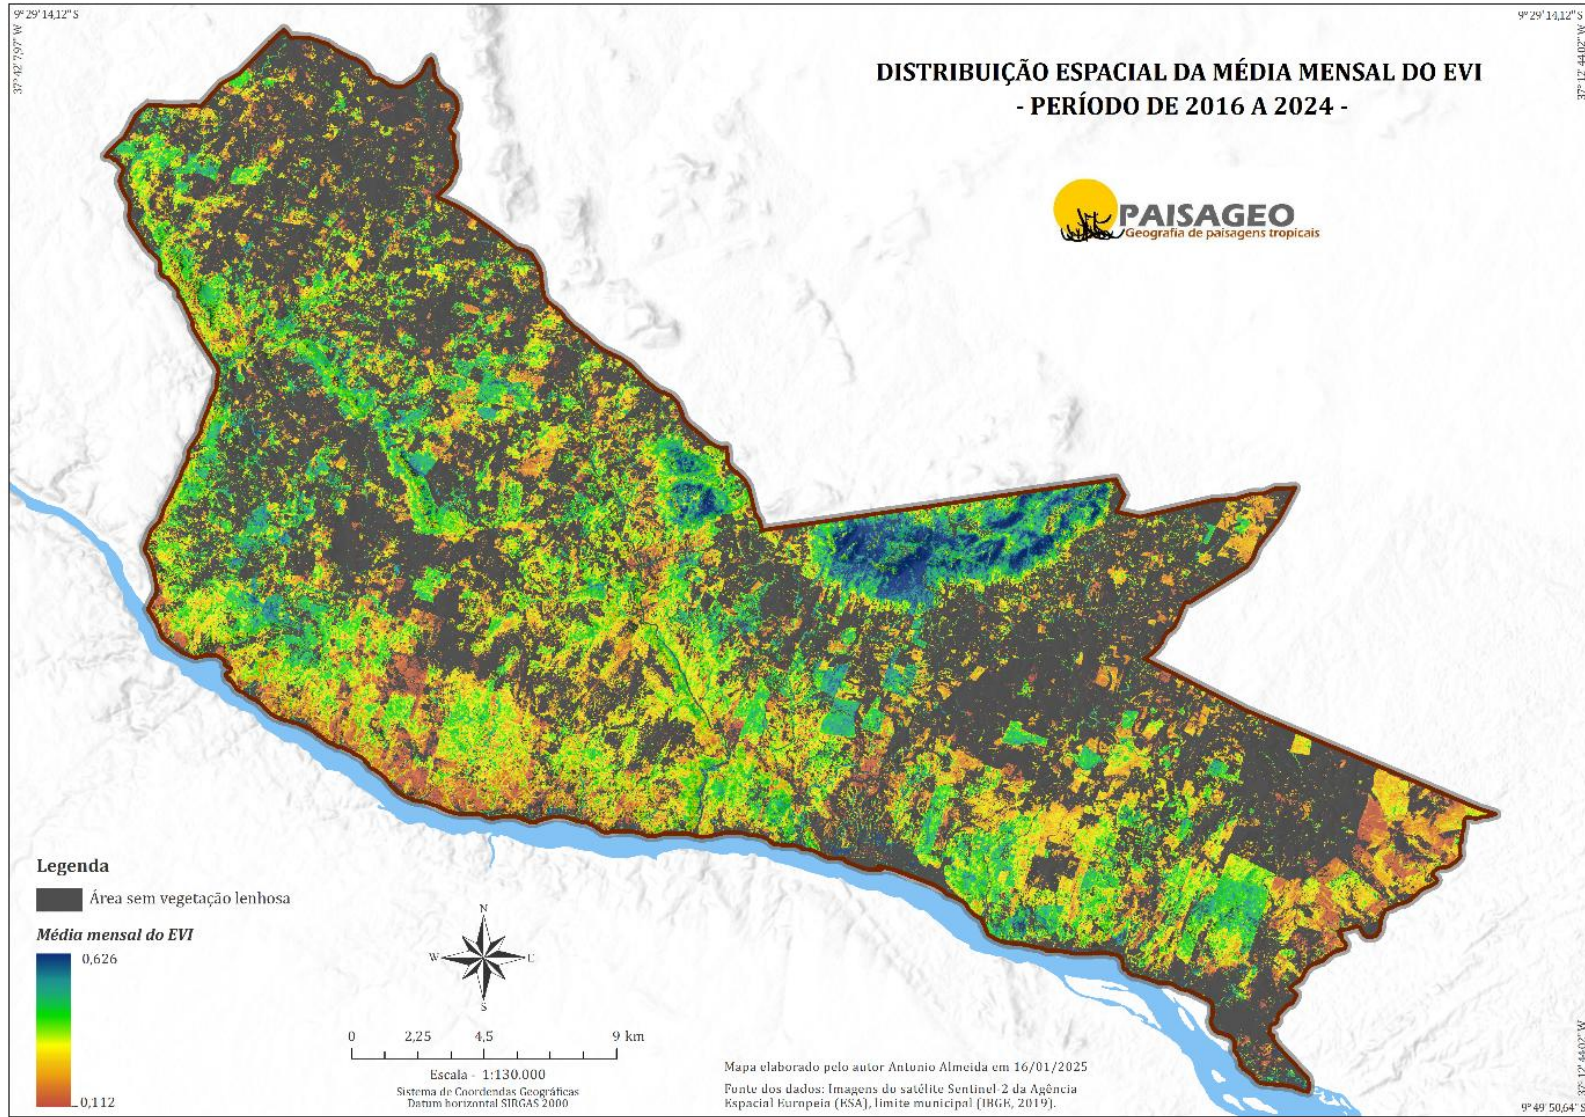 9° 29' 14,12" S
9° 29' 14,12" S
37° 42' 7,97" W
37° 12' 44,02" W
DISTRIBUIÇÃO ESPACIAL DA MÉDIA MENSAL DO EVI
- PERÍODO DE 2016 A 2024 -
PAISAGEO
Geografia de paisagens tropicais
Legenda
Área sem vegetação lenhosa
Média mensal do EVI
0,626
0,112
N
W
S
0 2,25 4,5 9 km
Escala - 1:130.000
Sistema de Coordendas Geográficas
Datum horizontal SIRGAS 2000
Mapa elaborado pelo autor Antonio Almeida em 16/01/2025
Fonte dos dados: Imagens do satélite Sentinel-2 da Agência
Espacial Europeia (ESA), limite municipal (IBGE, 2019).
37° 12' 44,02" W
9° 49' 50,64" S